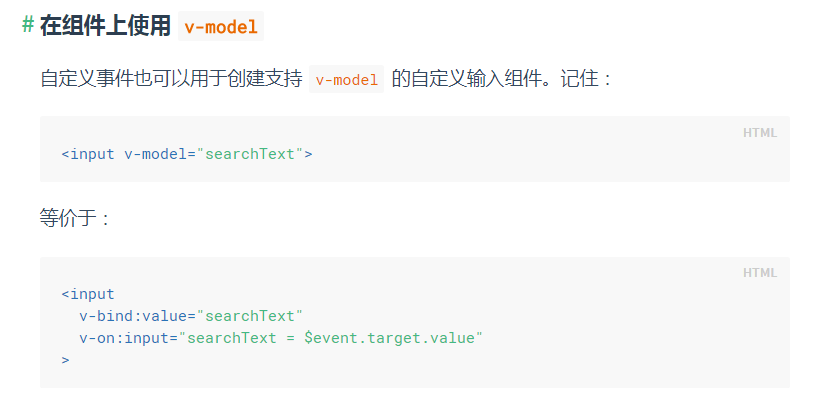 # 在组件上使用 v-model
自定义事件也可以用于创建支持 v-model 的自定义输入组件。记住：
HTML
<input v-model="searchText">
等价于：
HTML
<input
  v-bind:value="searchText"
  v-on:input="searchText = $event.target.value"
>